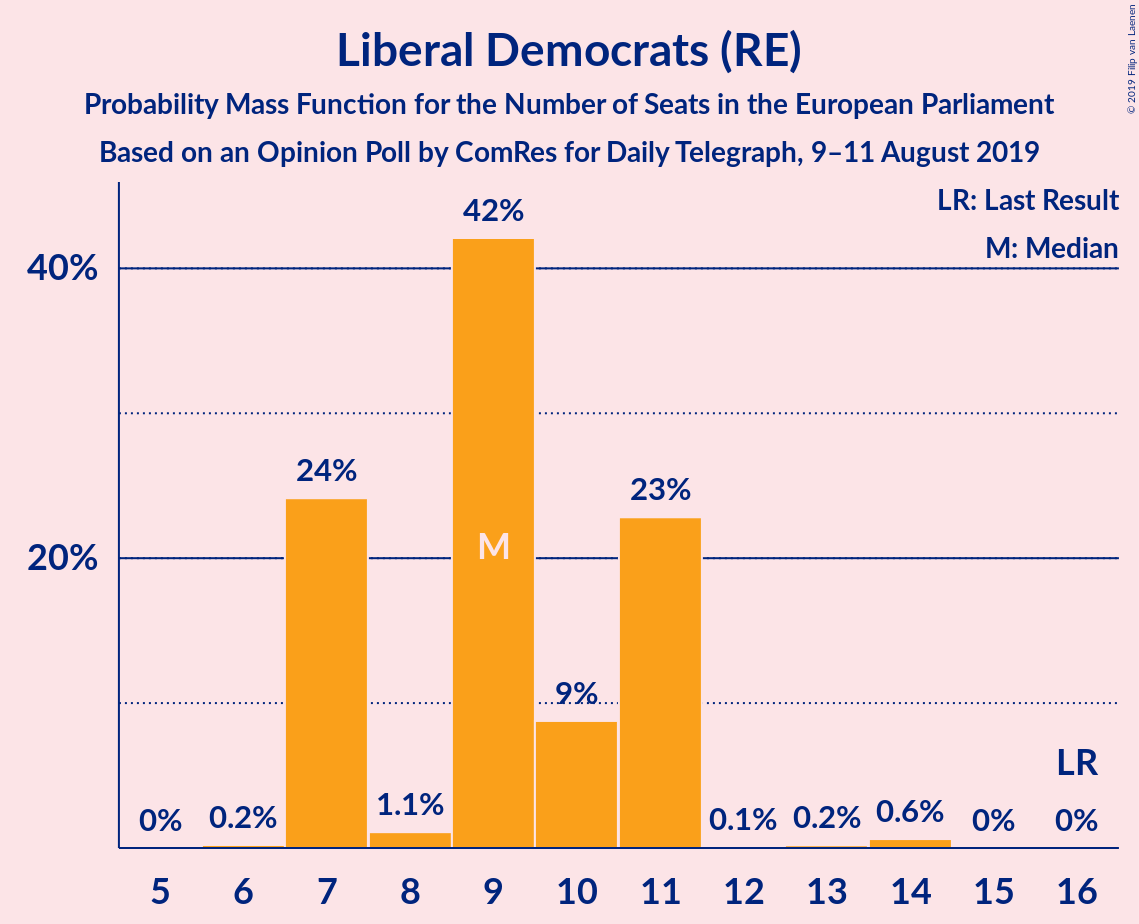 Liberal Democrats (RE)
Probability Mass Function for the Number of Seats in the European Parliament
Based on an Opinion Poll by ComRes for Daily Telegraph, 9–11 August 2019
© 2019 Filip van Laenen
LR: Last Result
M: Median
40%
20%
0%
0.2%
24%
1.1%
42%
M
9%
23%
0.1%
0.2%
0.6%
0%
LR
0%
5 6 7 8 9 10 11 12 13 14 15 16